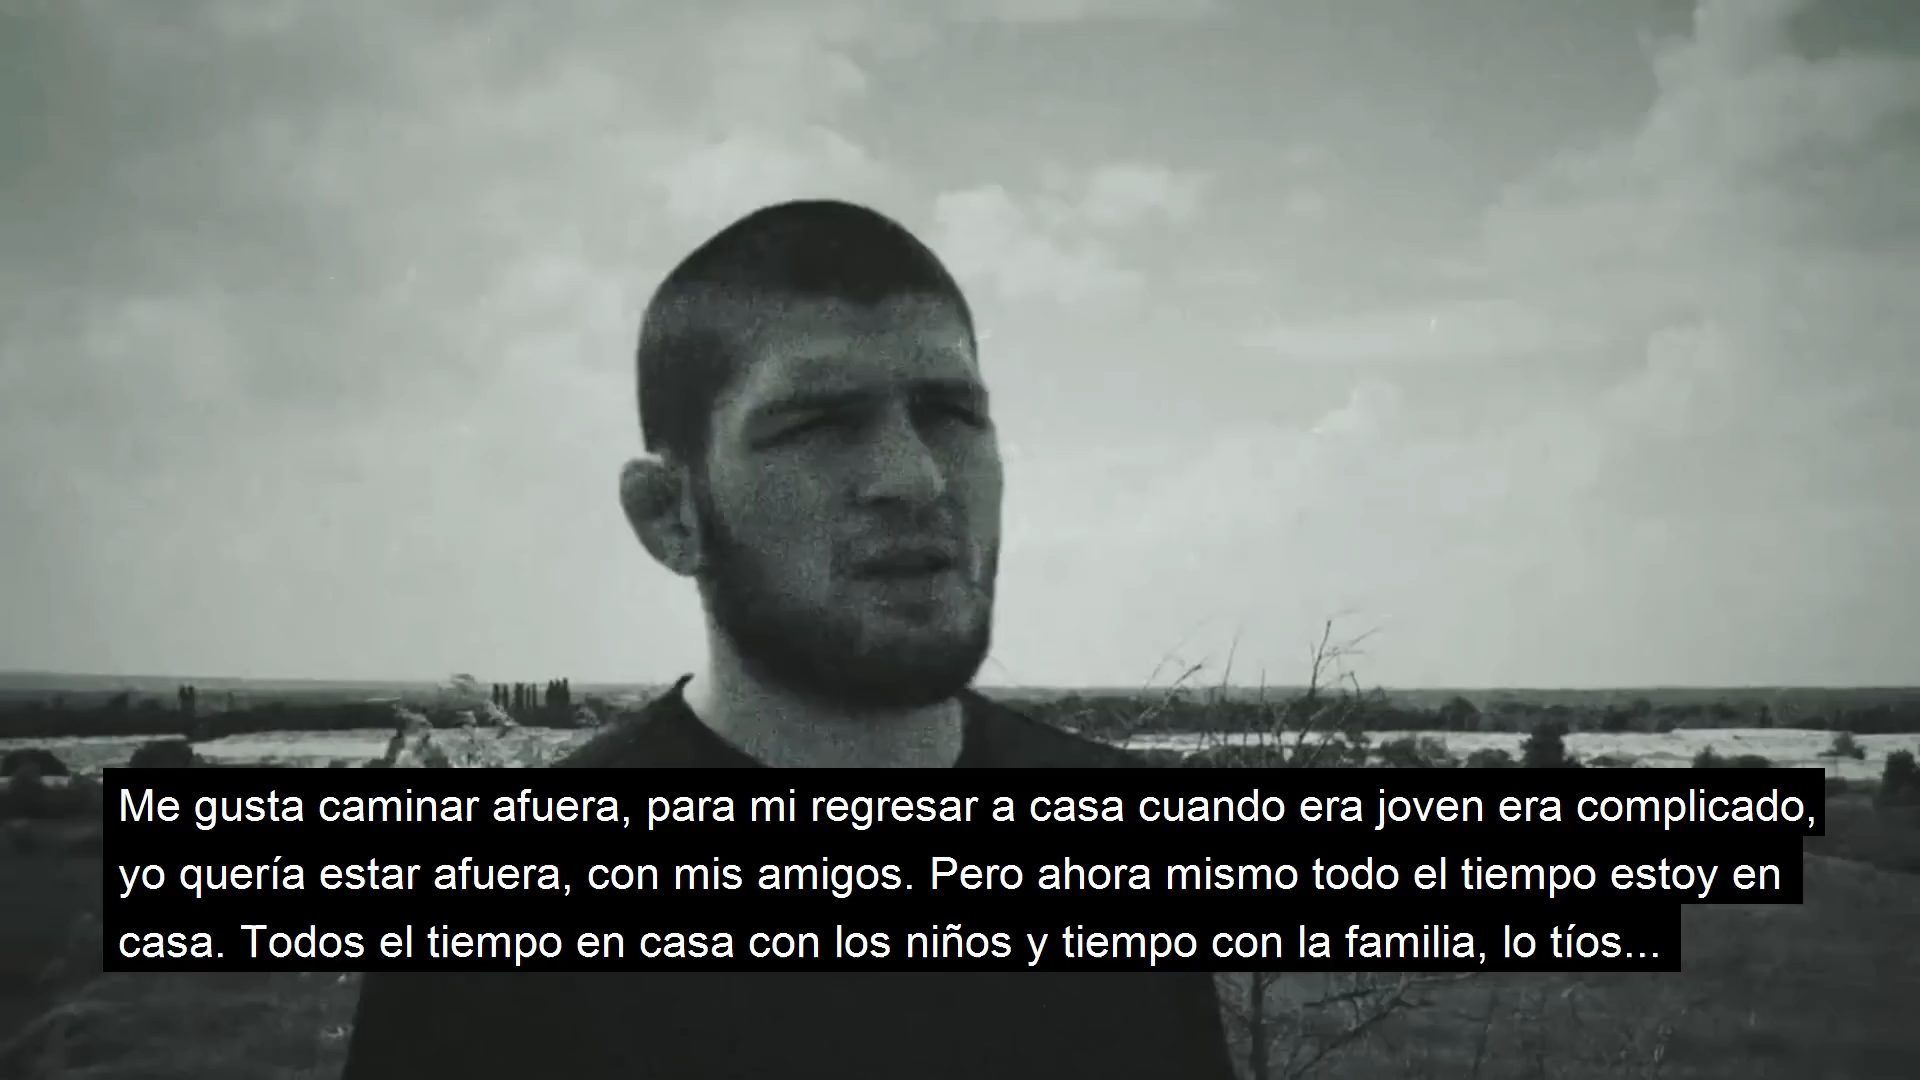 Me gusta caminar afuera, para mi regresar a casa cuando era joven era complicado,
yo quería estar afuera, con mis amigos. Pero ahora mismo todo el tiempo estoy en
casa. Todos el tiempo en casa con los niños y tiempo con la familia, lo tíos...